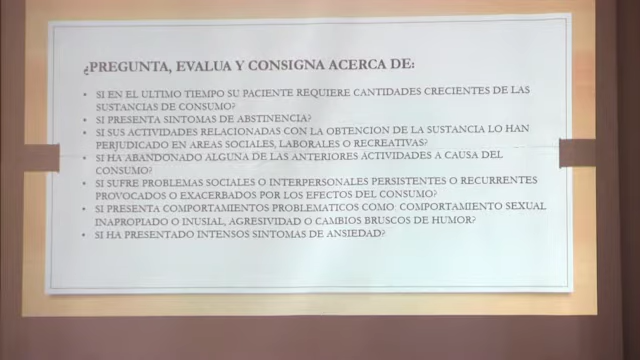 ¿PREGUNTA, EVALUA Y CONSIGNA ACERCA DE:
• SI EN EL ULTIMO TIEMPO SU PACIENTE REQUIERE CANTIDADES CRECIENTES DE LAS
SUSTANCIAS DE CONSUMO?
• SI PRESENTA SINTOMAS DE ABSTINENCIA?
• SI SUS ACTIVIDADES RELACIONADAS CON LA OBTENCION DE LA SUSTANCIA LO HAN
PERJUDICADO EN AREAS SOCIALES, LABORALES O RECREATIVAS?
• SI HA ABANDONADO ALGUNA DE LAS ANTERIORES ACTIVIDADES A CAUSA DEL
CONSUMO?
• SI SUFRE PROBLEMAS SOCIALES O INTERPERSONALES PERSISTENTES O RECURRENTES
PROVOCADOS O EXACERBADOS POR LOS EFECTOS DEL CONSUMO?
• SI PRESENTA COMPORTAMIENTOS PROBLEMATICOS COMO COMPORTAMIENTO SEXUAL
INAPROPIADO O INUSIAL, AGRESIVIDAD O CAMBIOS BRUSCOS DE HUMOR?
• SI HA PRESENTADO INTENSOS SINTOMAS DE ANSIEDAD?